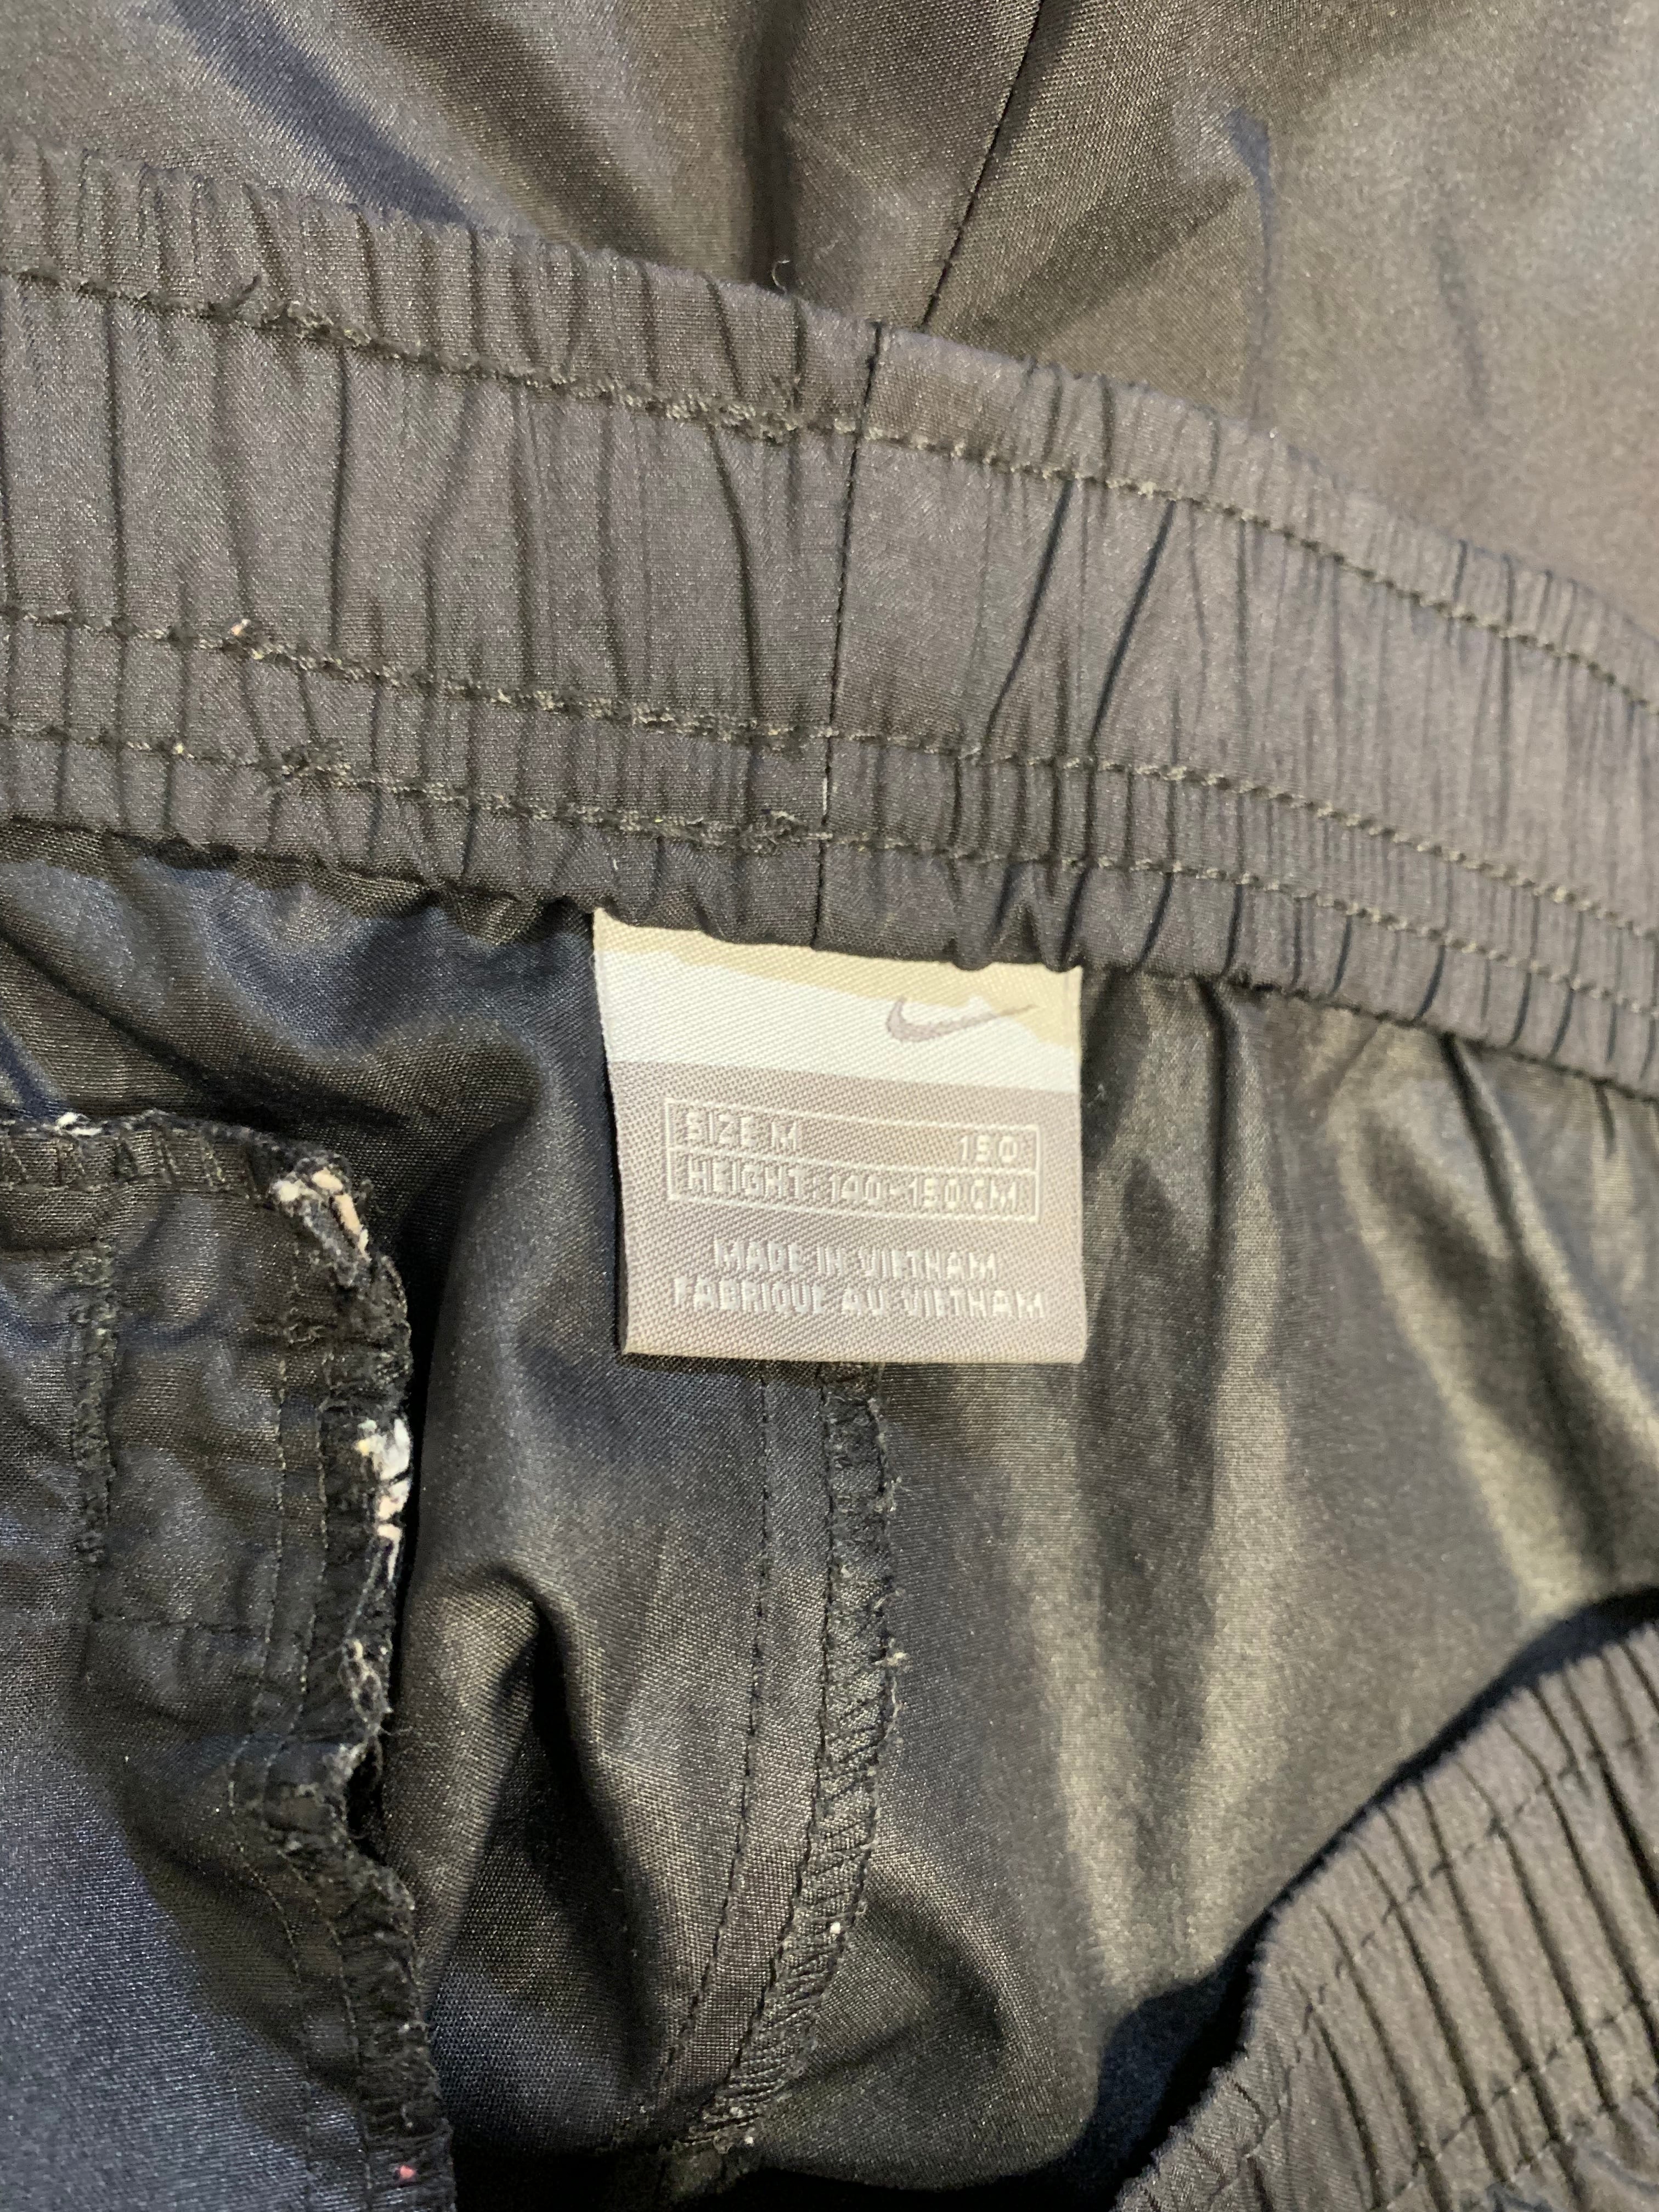 SIZE M 150
HEIGHT: 140-150CM
MADE IN VIETNAM
FABRIQUE AU VIETNAM